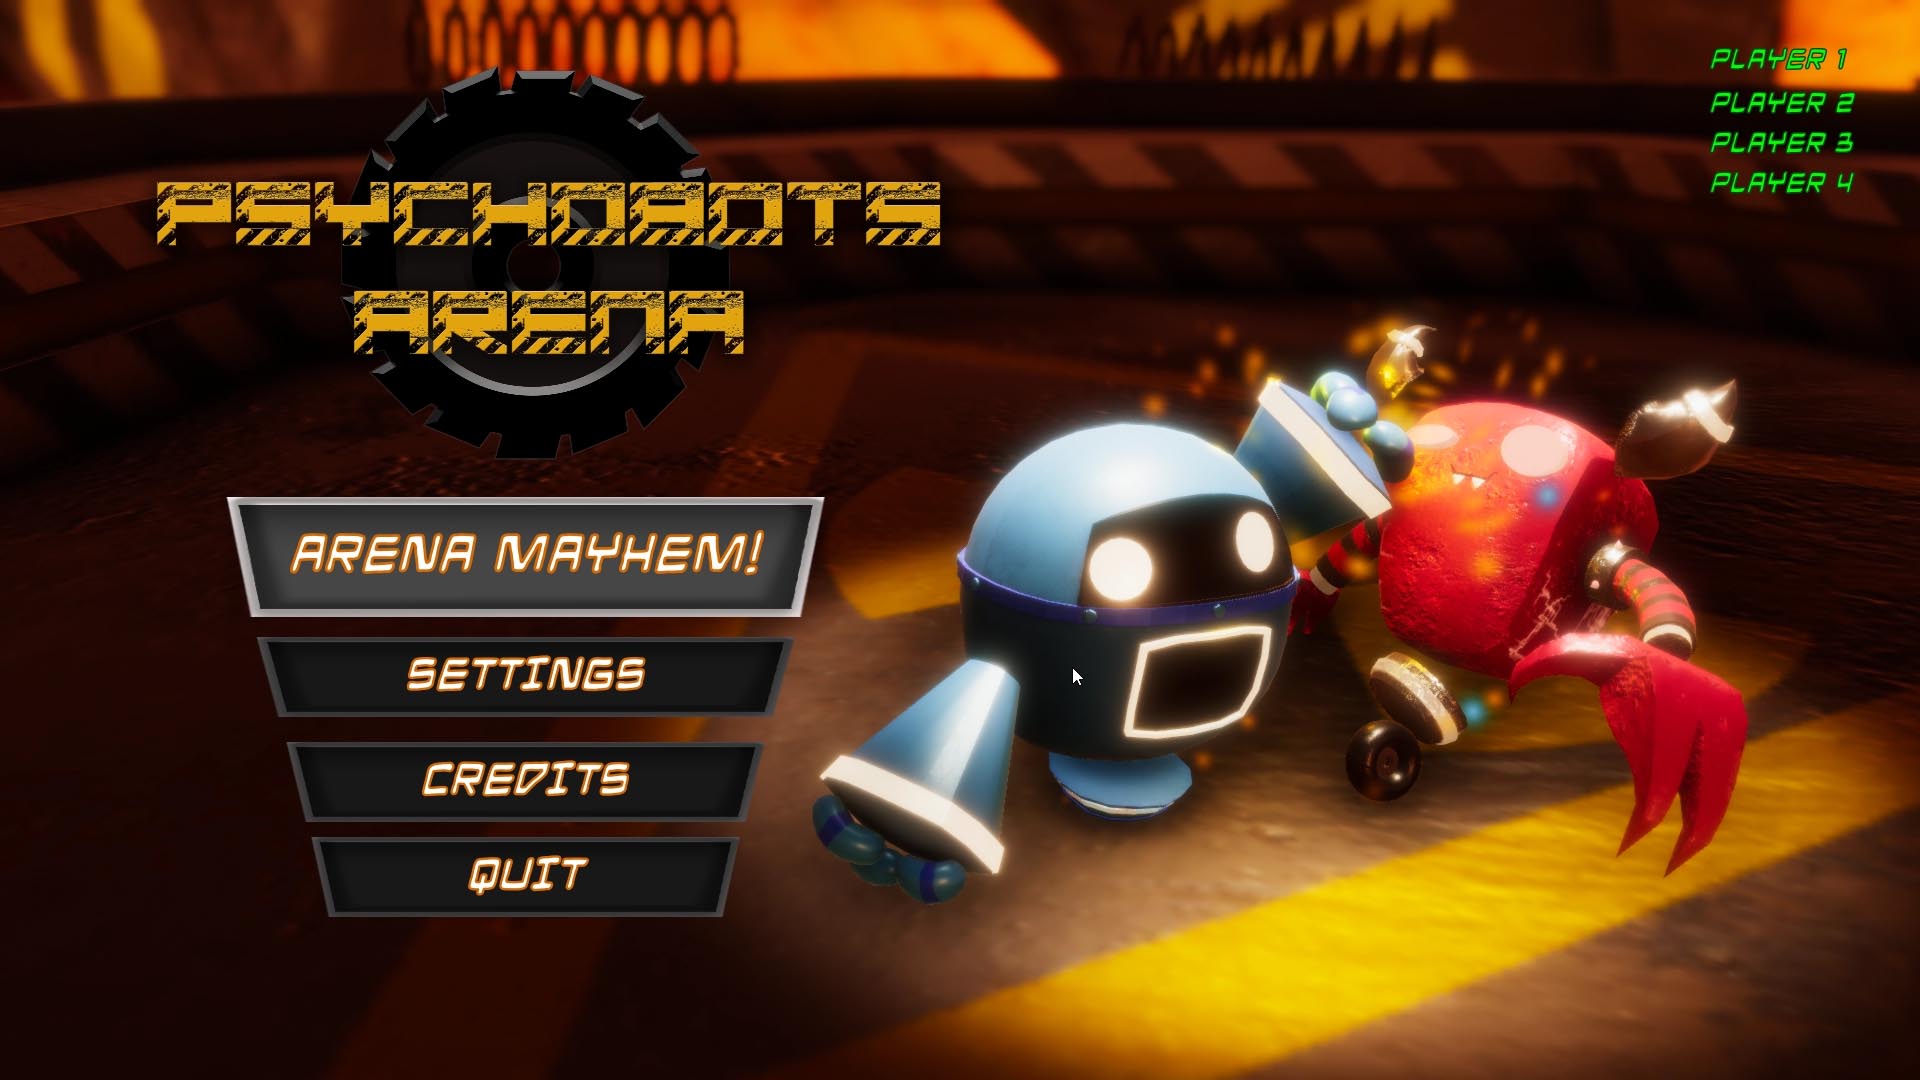 PSYCHOBOTS
ARENA
ARENA MAYHEM!
SETTINGS
CREDITS
QUIT
PLAYER 1
PLAYER 2
PLAYER 3
PLAYER 4